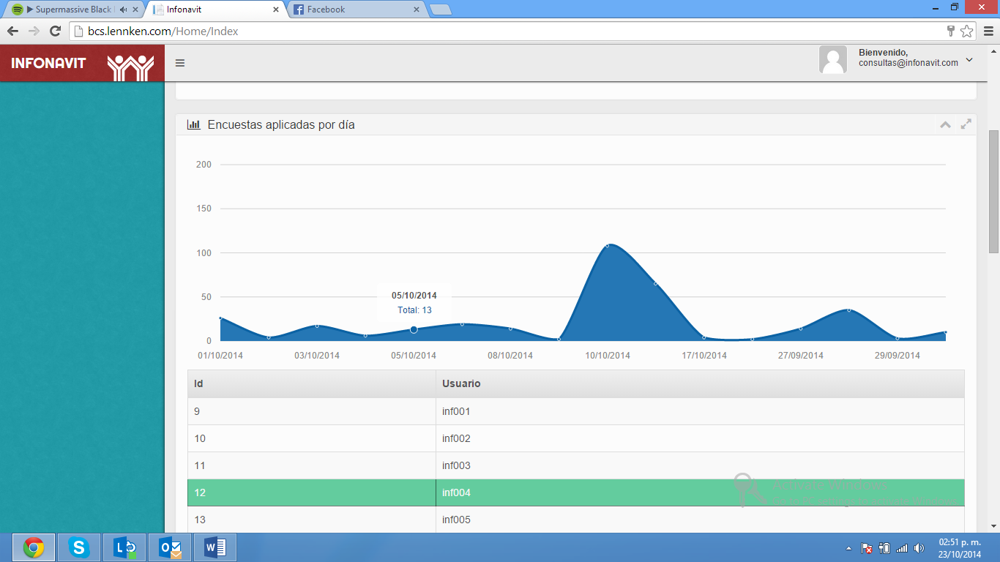 Supermassive Black
Infonavit
Facebook
bcs.lennken.com/Home/Index
INFONAVIT
Bienvenido,
consultas@infonavit.com
Encuestas aplicadas por día
200
150
100
50
0
05/10/2014
Total: 13
01/10/2014 03/10/2014 05/10/2014 08/10/2014 10/10/2014 17/10/2014 27/09/2014 29/09/2014
Id Usuario
9 inf001
10 inf002
11 inf003
12 inf004
Activate Windows
13 inf005
02:51 p. m.
23/10/2014